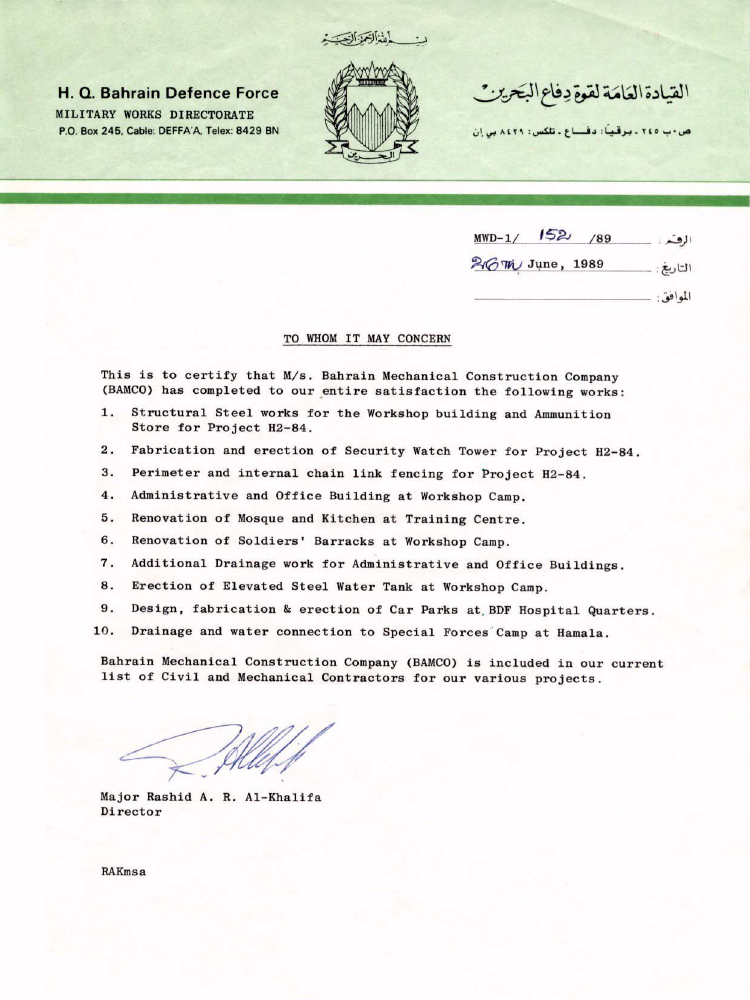 بسم الله الرحمن الرحيم
H. Q. Bahrain Defence Force
MILITARY WORKS DIRECTORATE
P.O. Box 245, Cable: DEFFA'A, Telex: 8429 BN
البحرين
القيادة العامة لقوة دفاع البحرين
ص.ب ٢٤٥ ـ برقياً: دفــاع ـ تلكس: ٨٤٢٩ بي إن
MWD-1/ 152 /89 الرقم :
26TH June, 1989 التاريخ :
الموافق:
TO WHOM IT MAY CONCERN
This is to certify that M/s. Bahrain Mechanical Construction Company
(BAMCO) has completed to our entire satisfaction the following works:
1. Structural Steel works for the Workshop building and Ammunition
Store for Project H2-84.
2. Fabrication and erection of Security Watch Tower for Project H2-84.
3. Perimeter and internal chain link fencing for Project H2-84.
4. Administrative and Office Building at Workshop Camp.
5. Renovation of Mosque and Kitchen at Training Centre.
6. Renovation of Soldiers' Barracks at Workshop Camp.
7. Additional Drainage work for Administrative and Office Buildings.
8. Erection of Elevated Steel Water Tank at Workshop Camp.
9. Design, fabrication & erection of Car Parks at BDF Hospital Quarters.
10. Drainage and water connection to Special Forces Camp at Hamala.
Bahrain Mechanical Construction Company (BAMCO) is included in our current
list of Civil and Mechanical Contractors for our various projects.
Major Rashid A. R. Al-Khalifa
Director
RAKmsa